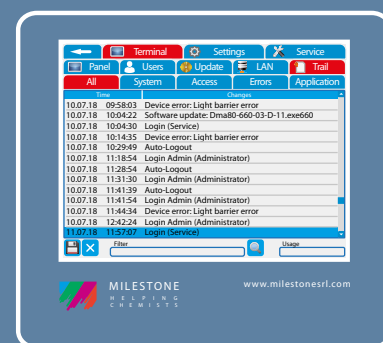 Terminal Settings Service
Panel Users Update LAN Trail
All System Access Errors Application
Time Changes
10.07.18 09:58:03 Device error: Light barrier error
10.07.18 10:04:22 Software update: Dma80-660-03-D-11.exe660
10.07.18 10:04:30 Login (Service)
10.07.18 10:14:35 Device error: Light barrier error
10.07.18 10:29:49 Auto-Logout
10.07.18 11:18:54 Login Admin (Administrator)
10.07.18 11:28:54 Auto-Logout
10.07.18 11:31:30 Login Admin (Administrator)
10.07.18 11:41:39 Auto-Logout
10.07.18 11:41:54 Login Admin (Administrator)
10.07.18 11:44:34 Device error: Light barrier error
10.07.18 12:42:24 Login Admin (Administrator)
11.07.18 11:57:07 Login (Service)
Filter Usage
MILESTONE www.milestonesrl.com
HELPING
CHEMISTS